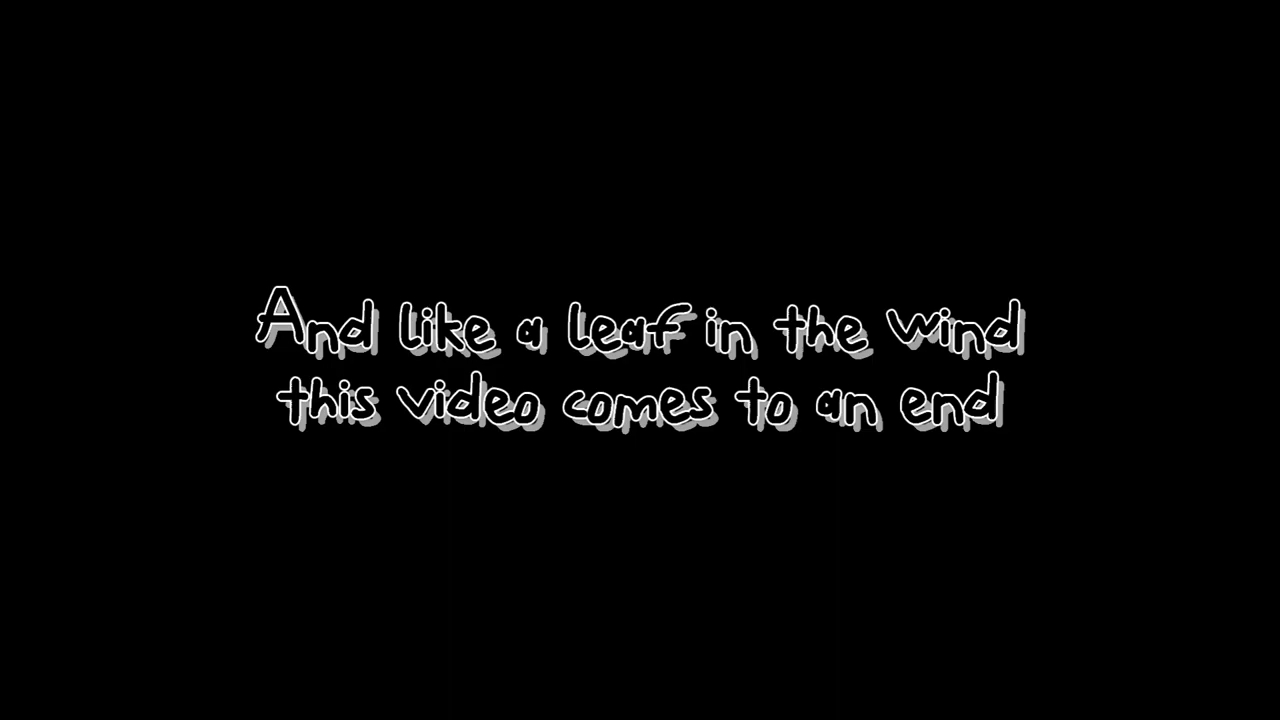 And like a leaf in the wind
this video comes to an end